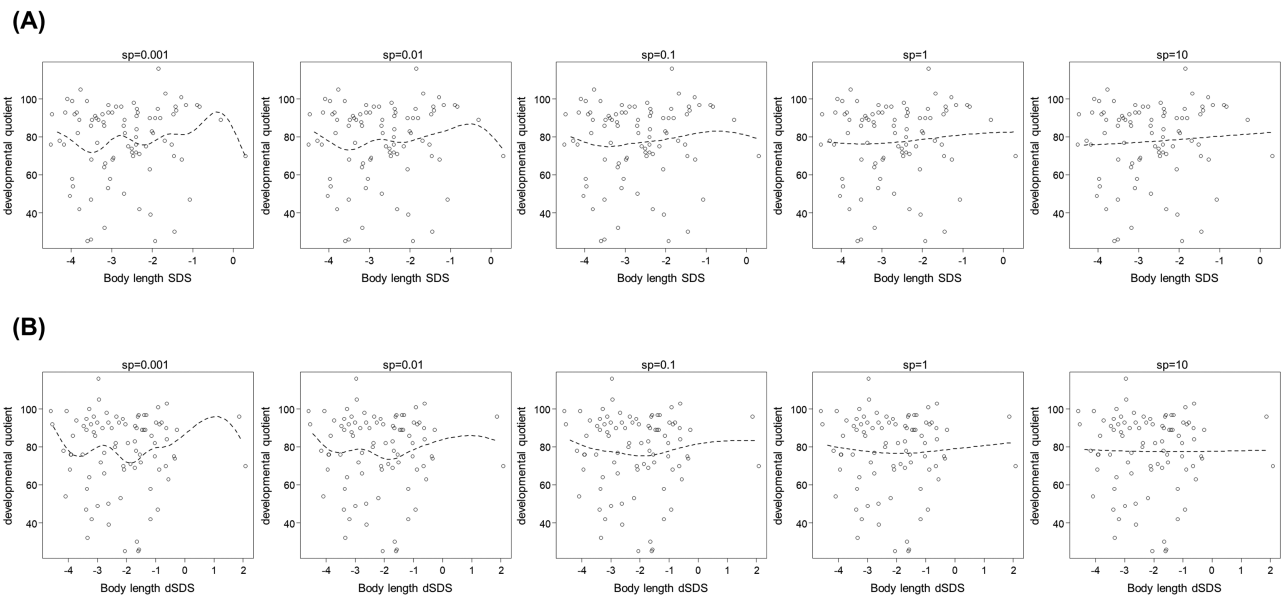 (A)
sp=0.001 sp=0.01 sp=0.1 sp=1 sp=10
developmental quotient developmental quotient developmental quotient developmental quotient developmental quotient
100 100 100 100 100
80 80 80 80 80
60 60 60 60 60
40 40 40 40 40
-4 -3 -2 -1 0 -4 -3 -2 -1 0 -4 -3 -2 -1 0 -4 -3 -2 -1 0 -4 -3 -2 -1 0
Body length SDS Body length SDS Body length SDS Body length SDS Body length SDS
(B)
sp=0.001 sp=0.01 sp=0.1 sp=1 sp=10
developmental quotient developmental quotient developmental quotient developmental quotient developmental quotient
100 100 100 100 100
80 80 80 80 80
60 60 60 60 60
40 40 40 40 40
-4 -3 -2 -1 0 1 2 -4 -3 -2 -1 0 1 2 -4 -3 -2 -1 0 1 2 -4 -3 -2 -1 0 1 2 -4 -3 -2 -1 0 1 2
Body length dSDS Body length dSDS Body length dSDS Body length dSDS Body length dSDS